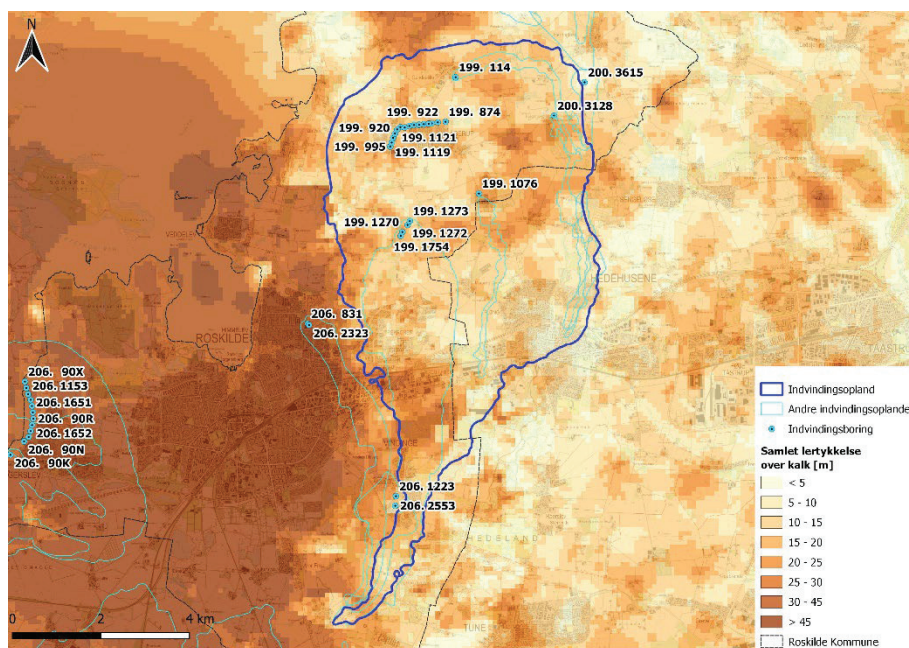 N
199. 114
200. 3615
199. 922
199. 874
200. 3128
199. 920
199. 1121
199. 995
199. 1119
199. 1076
199. 1273
199. 1270
199. 1272
199. 1754
HEDEHUSENE
206. 831
ROSKILDE
206. 2323
TAASTRUP
206. 90X
206. 1153
206. 1651
206. 90R
206. 1652
206. 90N
206. 90K
206. 1223
206. 2553
HEDELAND
TUNE
0 2 4 km
Indvindingsopland
Andre indvindingsoplande
Indvindingsboring
Samlet lertykkelse
over kalk [m]
< 5
5 - 10
10 - 15
15 - 20
20 - 25
25 - 30
30 - 45
> 45
Roskilde Kommune